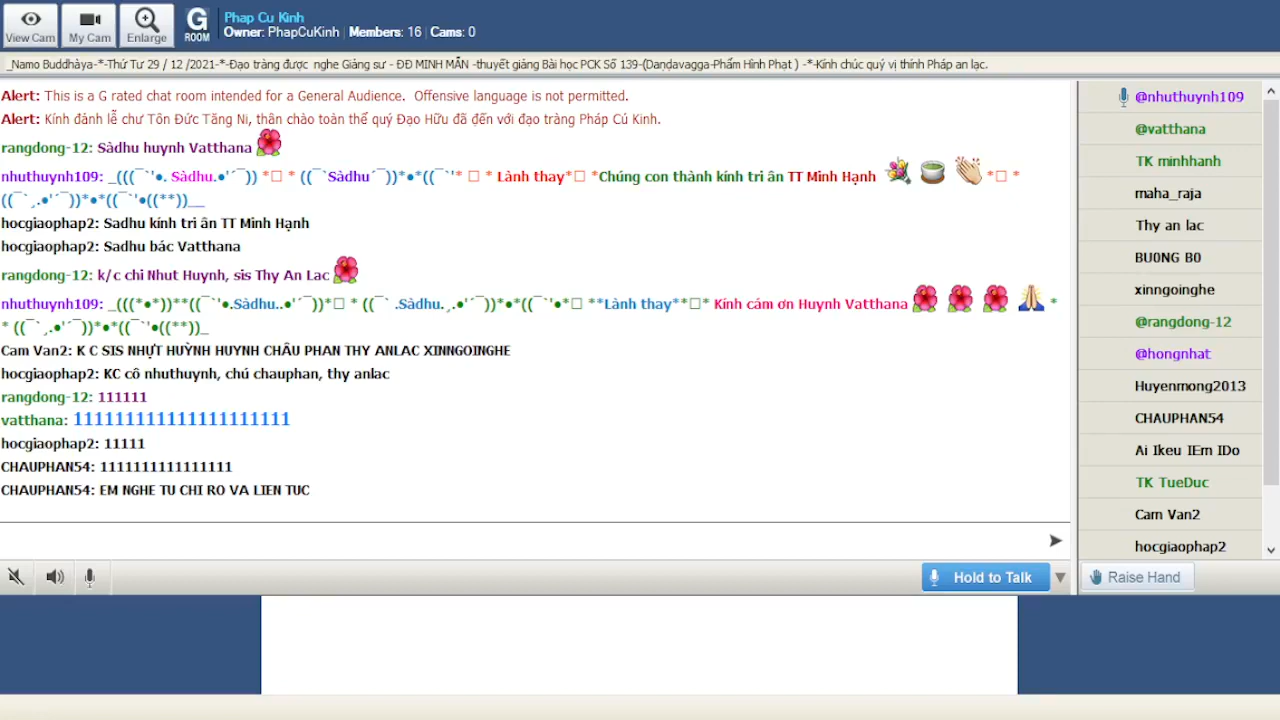 View Cam
My Cam
Enlarge
G
ROOM
Phap Cu Kinh
Owner: PhapCuKinh | Members: 16 | Cams: 0
_Namo Buddhàya-*-Thứ Tư 29 / 12 /2021-*-Đạo tràng được nghe Giảng sư - ĐĐ MINH MẪN -thuyết giảng Bài học PCK Số 139-(Daṇḍavagga-Phẩm Hình Phạt ) -*-Kính chúc quý vị thính Pháp an lạc.
Alert: This is a G rated chat room intended for a General Audience. Offensive language is not permitted.
Alert: Kính đảnh lễ chư Tôn Đức Tăng Ni, thân chào toàn thể quý Đạo Hữu đã đến với đạo tràng Pháp Cú Kinh.
rangdong-12: Sàdhu huynh Vatthana
nhuthuynh109: _(((¯`'•. Sàdhu.•'´¯)) *□ * ((¯`Sàdhu´¯))*•*((¯`'* □ * Lành thay*□ *Chúng con thành kính tri ân TT Minh Hạnh *□ *
((¯`¸.•'´¯))*•*((¯`'•((**))__
hocgiaophap2: Sadhu kính tri ân TT Minh Hạnh
hocgiaophap2: Sadhu bác Vatthana
rangdong-12: k/c chi Nhut Huynh, sis Thy An Lac
nhuthuynh109: _(((*•*))**((¯`'•.Sàdhu..•'´¯))*□ * ((¯` .Sàdhu.¸.•'´¯))*•*((¯`'•*□ **Lành thay**□* Kính cám ơn Huynh Vatthana *
* ((¯`¸.•'´¯))*•*((¯`'•((**))_
Cam Van2: K C SIS NHỰT HUỲNH HUYNH CHÂU PHAN THY ANLAC XINNGOINGHE
hocgiaophap2: KC cô nhuthuynh, chú chauphan, thy anlac
rangdong-12: 111111
vatthana: 111111111111111111111
hocgiaophap2: 11111
CHAUPHAN54: 1111111111111111
CHAUPHAN54: EM NGHE TU CHI RO VA LIEN TUC
@nhuthuynh109
@vatthana
TK minhhanh
maha_raja
Thy an lac
BU0NG B0
xinngoinghe
@rangdong-12
@hongnhat
Huyenmong2013
CHAUPHAN54
Ai Ikeu IEm IDo
TK TueDuc
Cam Van2
hocgiaophap2
Hold to Talk
Raise Hand